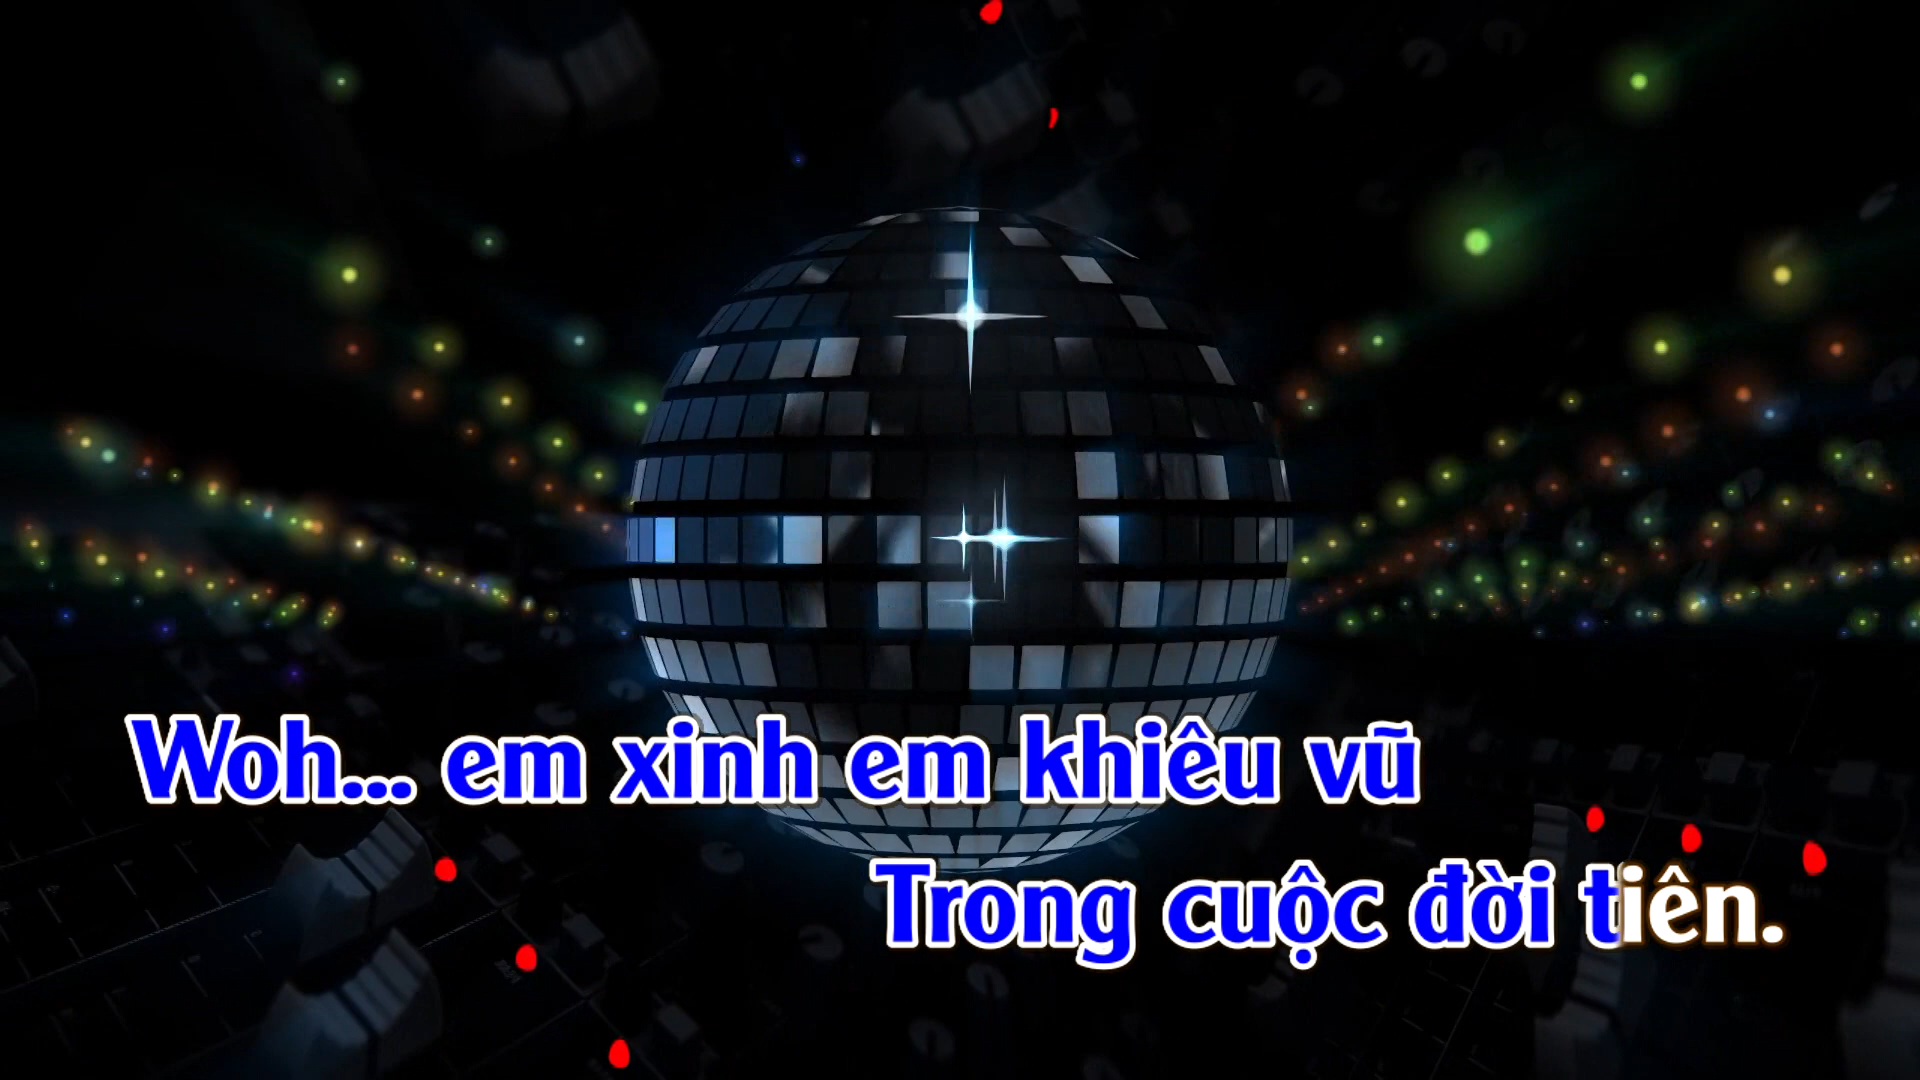 Woh... em xinh em khiêu vũ
Trong cuộc đời tiên.